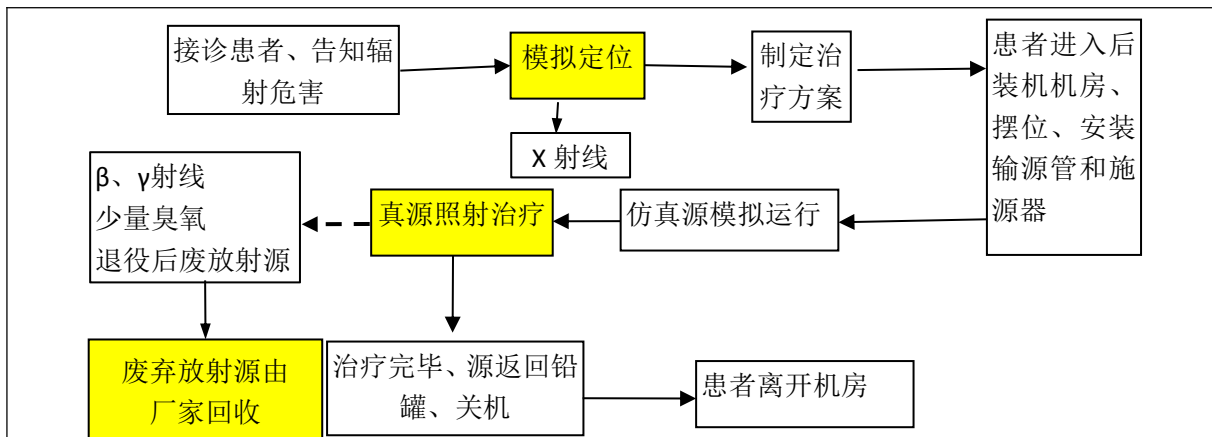 接诊患者、告知辐
射危害
模拟定位
制定治
疗方案
患者进入后
装机机房、
摆位、安装
输源管和施
源器
X 射线
β、γ射线
少量臭氧
退役后废放射源
真源照射治疗
仿真源模拟运行
废弃放射源由
厂家回收
治疗完毕、源返回铅
罐、关机
患者离开机房